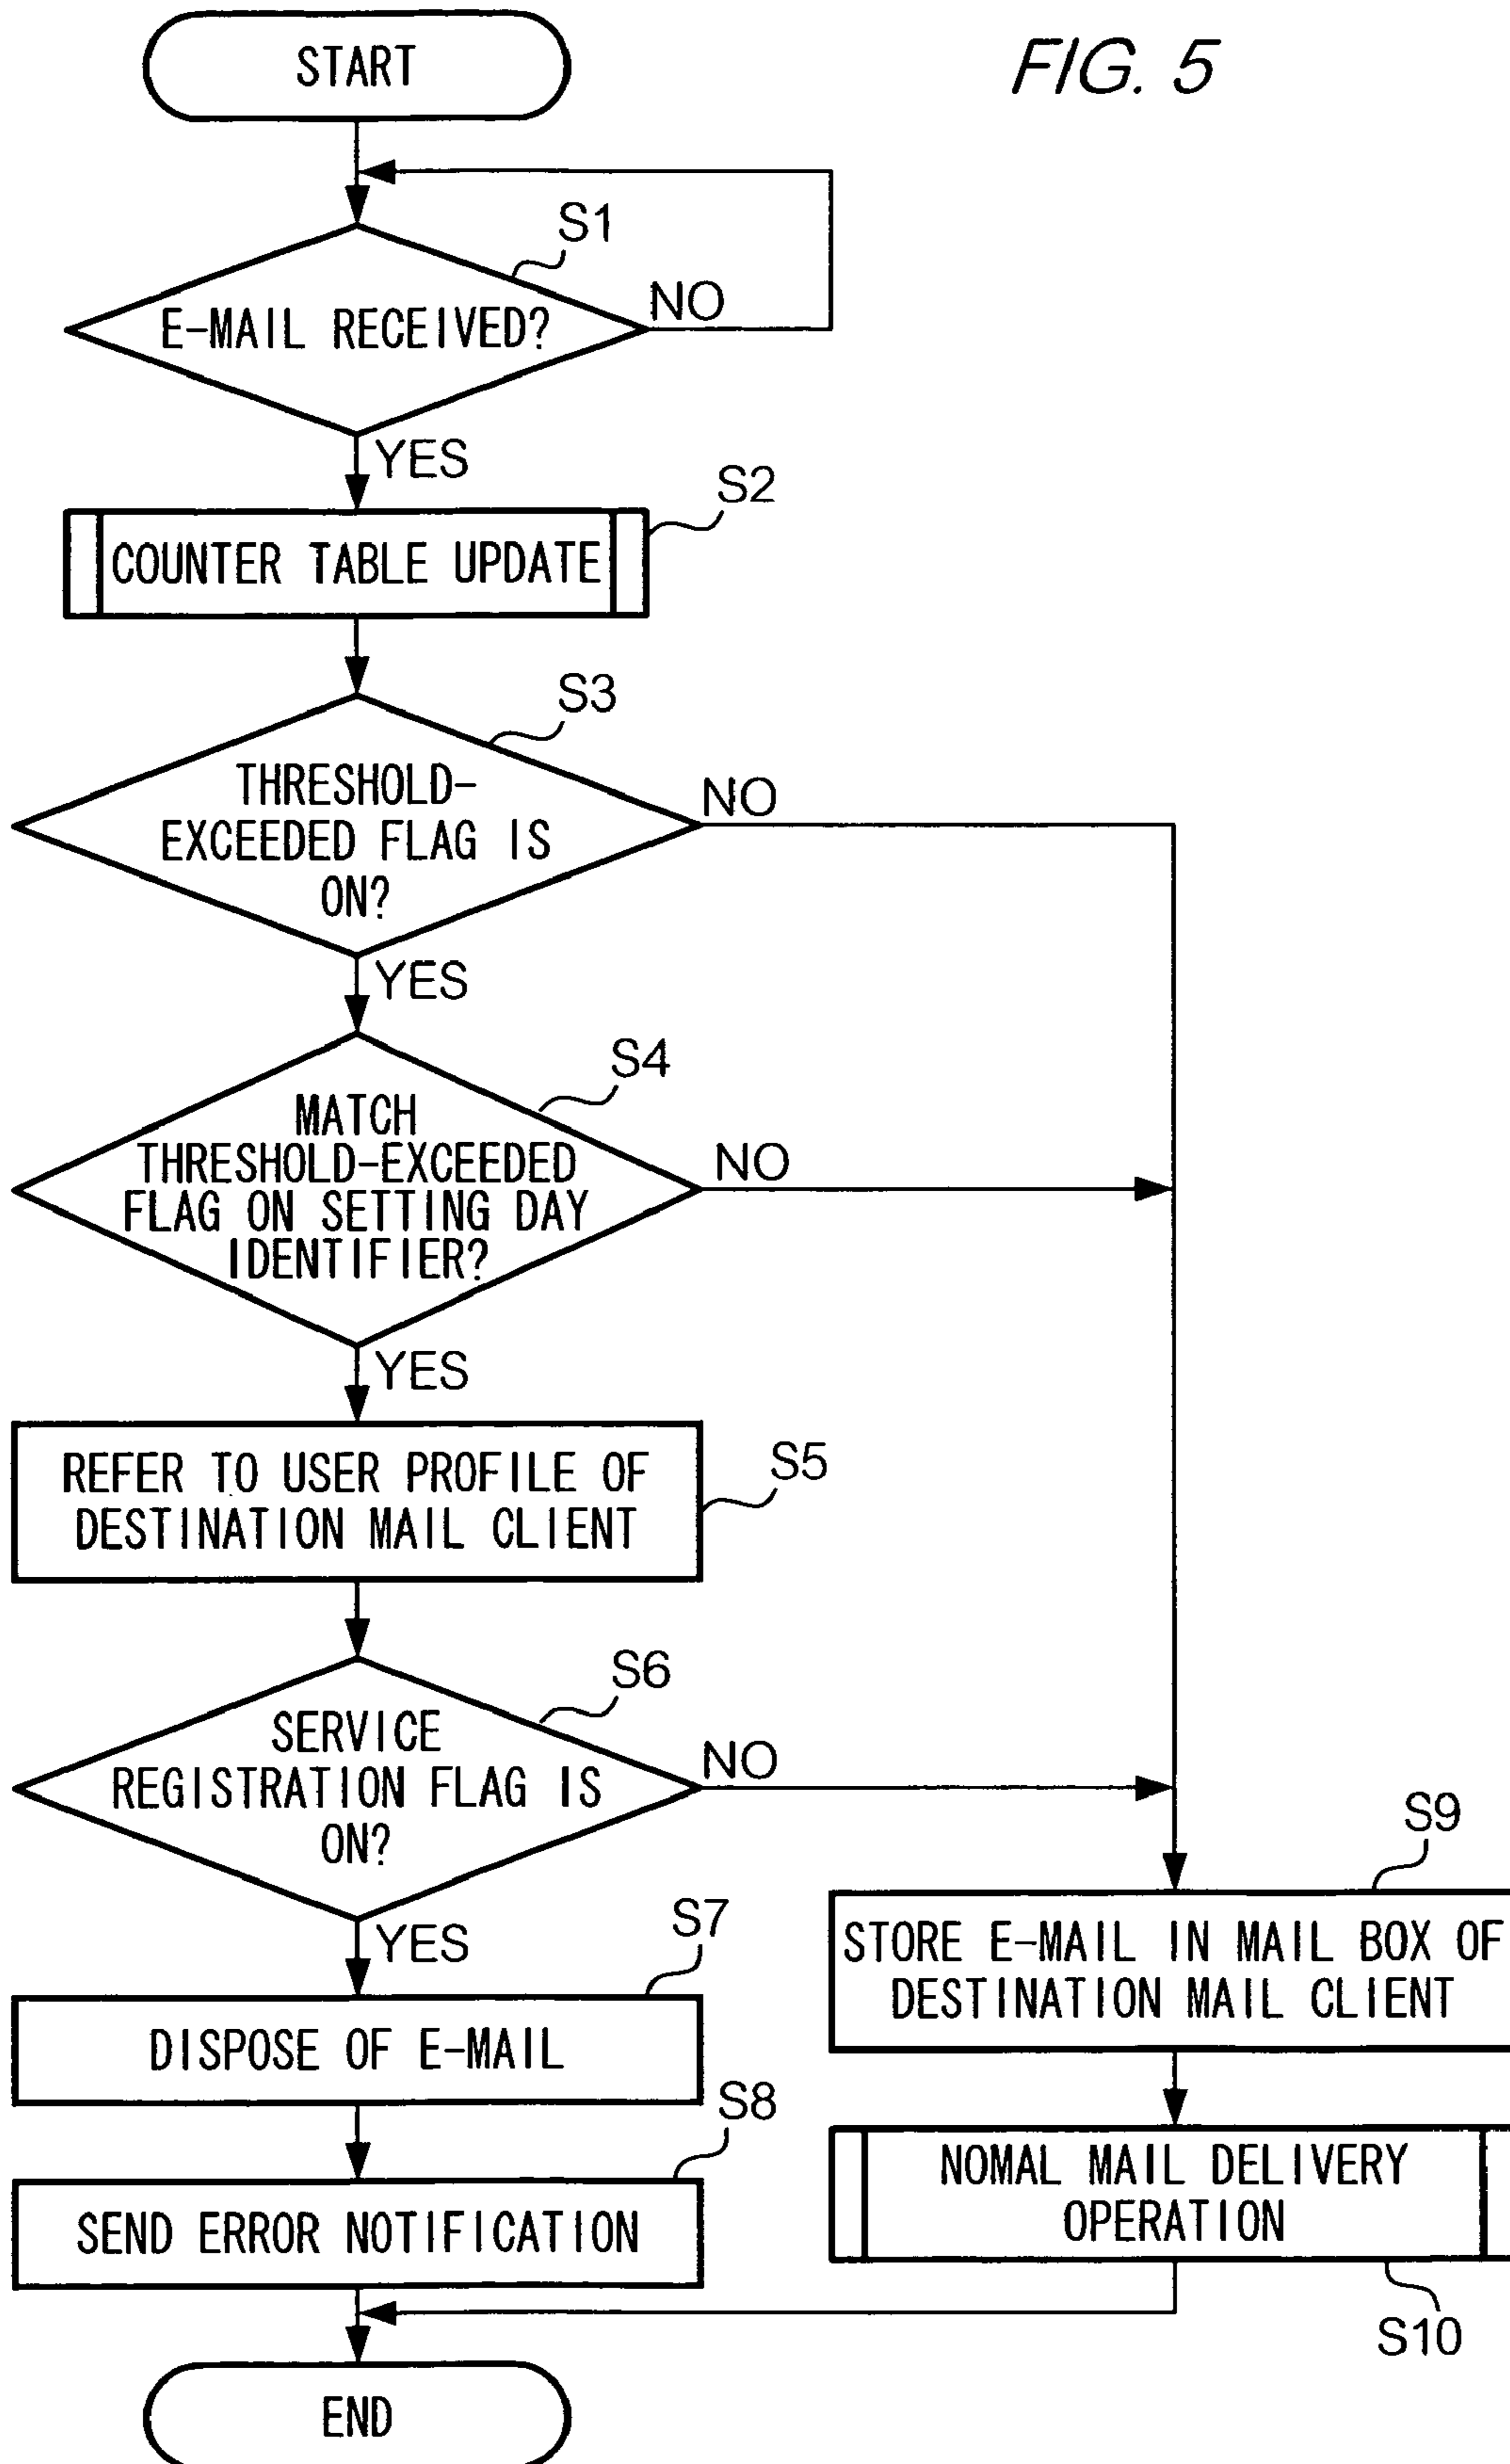 START
FIG. 5
S1
E-MAIL RECEIVED?
NO
YES
S2
COUNTER TABLE UPDATE
S3
THRESHOLD-
EXCEEDED FLAG IS
ON?
NO
YES
S4
MATCH
THRESHOLD-EXCEEDED
FLAG ON SETTING DAY
IDENTIFIER?
NO
YES
REFER TO USER PROFILE OF
DESTINATION MAIL CLIENT
S5
S6
SERVICE
REGISTRATION FLAG IS
ON?
NO
YES
S7
DISPOSE OF E-MAIL
S8
SEND ERROR NOTIFICATION
S9
STORE E-MAIL IN MAIL BOX OF
DESTINATION MAIL CLIENT
NOMAL MAIL DELIVERY
OPERATION
S10
END